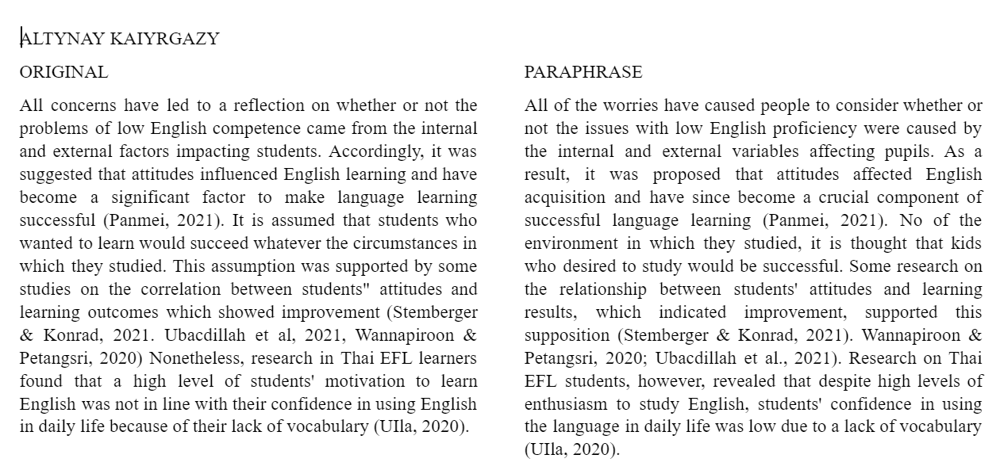 ALTYNAY KAIYRGAZY
ORIGINAL
All concerns have led to a reflection on whether or not the
problems of low English competence came from the internal
and external factors impacting students. Accordingly, it was
suggested that attitudes influenced English learning and have
become a significant factor to make language learning
successful (Panmei, 2021). It is assumed that students who
wanted to learn would succeed whatever the circumstances in
which they studied. This assumption was supported by some
studies on the correlation between students" attitudes and
learning outcomes which showed improvement (Stemberger
& Konrad, 2021. Ubacdillah et al, 2021, Wannapiroon &
Petangsri, 2020) Nonetheless, research in Thai EFL learners
found that a high level of students' motivation to learn
English was not in line with their confidence in using English
in daily life because of their lack of vocabulary (UIla, 2020).
PARAPHRASE
All of the worries have caused people to consider whether or
not the issues with low English proficiency were caused by
the internal and external variables affecting pupils. As a
result, it was proposed that attitudes affected English
acquisition and have since become a crucial component of
successful language learning (Panmei, 2021). No of the
environment in which they studied, it is thought that kids
who desired to study would be successful. Some research on
the relationship between students' attitudes and learning
results, which indicated improvement, supported this
supposition (Stemberger & Konrad, 2021). Wannapiroon &
Petangsri, 2020; Ubacdillah et al., 2021). Research on Thai
EFL students, however, revealed that despite high levels of
enthusiasm to study English, students' confidence in using
the language in daily life was low due to a lack of vocabulary
(UIla, 2020).